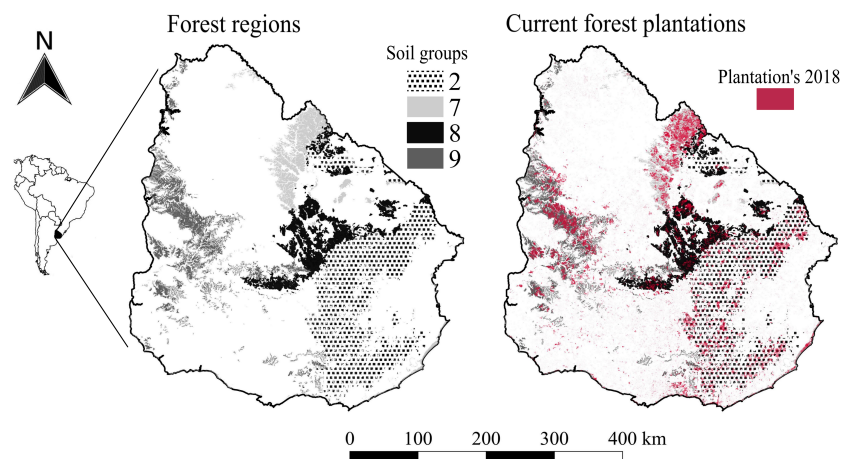 Forest regions
Current forest plantations
N
Soil groups
2
7
8
9
Plantation's 2018
0 100 200 300 400 km